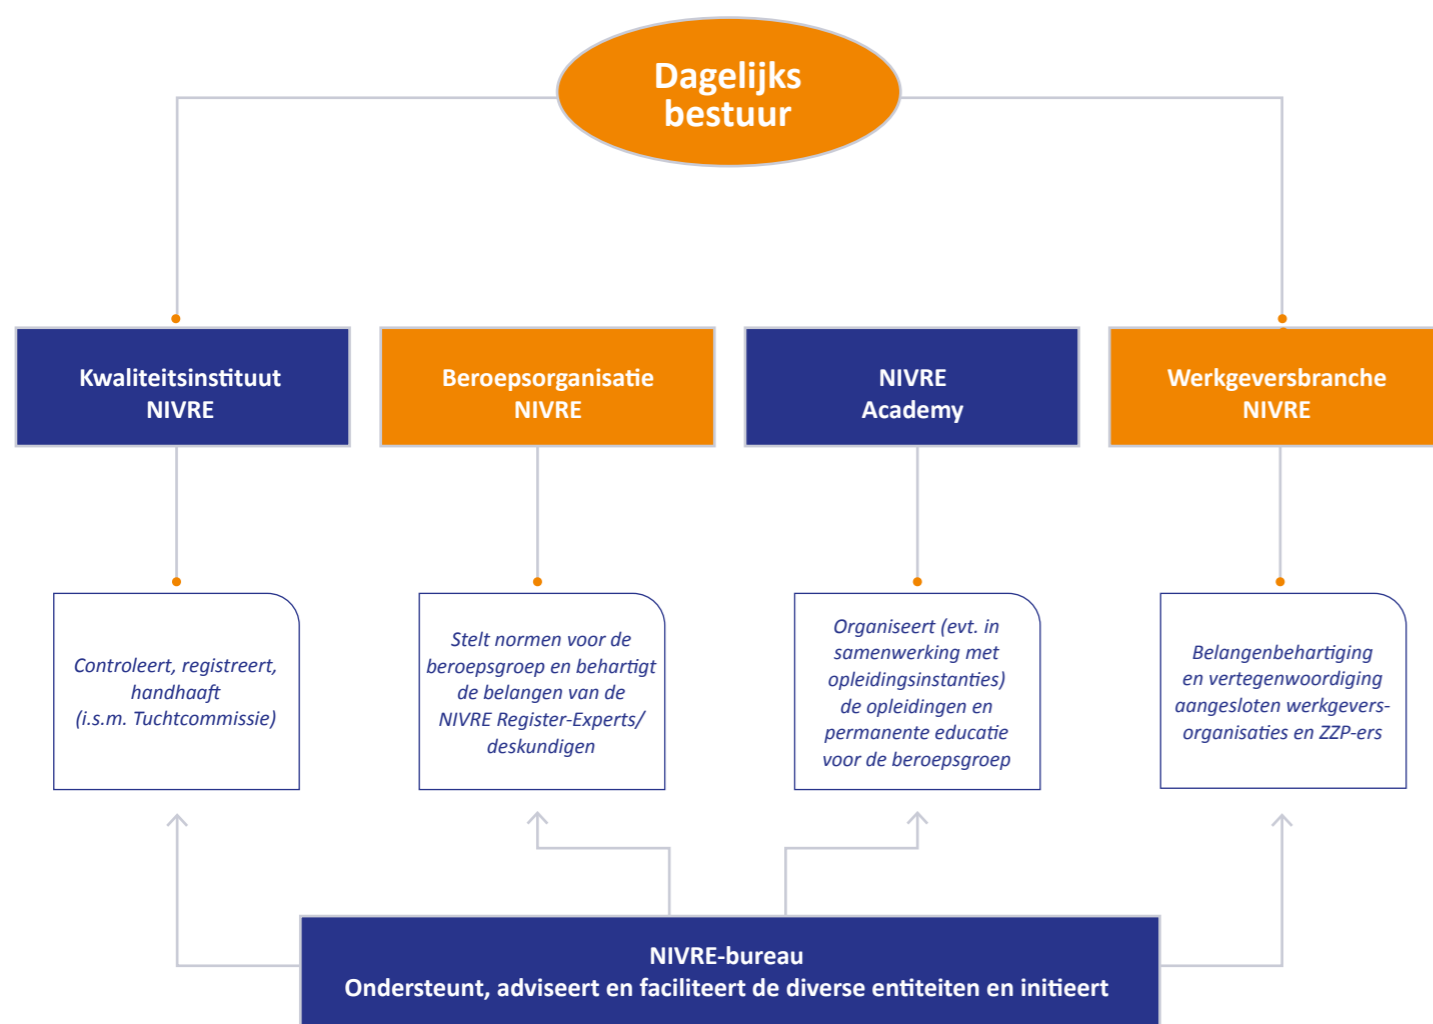 Dagelijks
bestuur
Kwaliteitsinstituut
NIVRE
Beroepsorganisatie
NIVRE
NIVRE
Academy
Werkgeversbranche
NIVRE
Controleert, registreert,
handhaaft
(i.s.m. Tuchtcommissie)
Stelt normen voor de
beroepsgroep en behartigt
de belangen van de
NIVRE Register-Experts/
deskundigen
Organiseert (evt. in
samenwerking met
opleidingsinstanties)
de opleidingen en
permanente educatie
voor de beroepsgroep
Belangenbehartiging
en vertegenwoordiging
aangesloten werkgevers-
organisaties en ZZP-ers
NIVRE-bureau
Ondersteunt, adviseert en faciliteert de diverse entiteiten en initieert